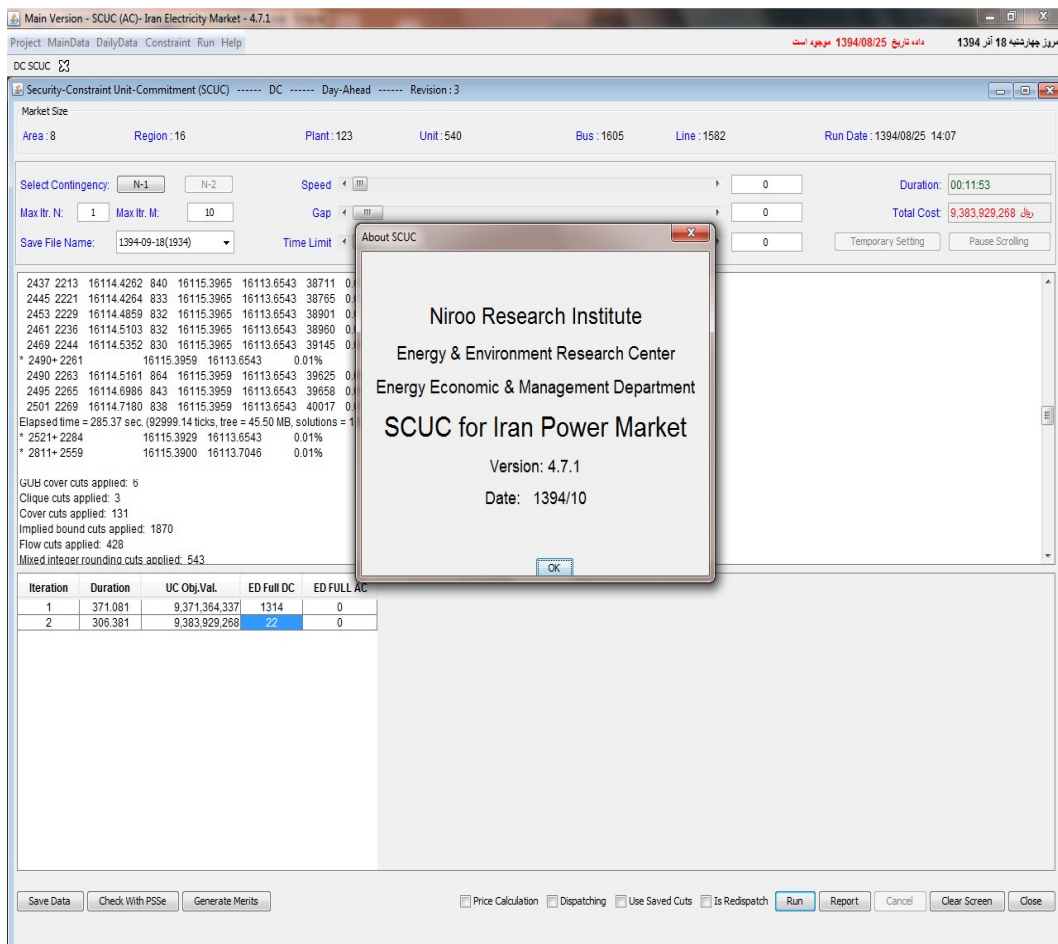 Main Version - SCUC (AC)- Iran Electricity Market - 4.7.1
Project MainData DailyData Constraint Run Help
داده تاریخ 1394/08/25 موجود است
مروز چهارشنبه 18 آذر 1394
DC SCUC
Security-Constraint Unit-Commitment (SCUC) ------ DC ------ Day-Ahead ------ Revision : 3
Market Size
Area : 8 Region : 16 Plant : 123 Unit : 540 Bus : 1605 Line : 1582 Run Date : 1394/08/25 14:07
Select Contingency: N-1 N-2 Speed 0 Duration: 00:11:53
Max Itr. N: 1 Max Itr. M: 10 Gap 0 Total Cost: 9,383,929,268 ریال
Save File Name: 1394-09-18(1934) Time Limit 0 Temporary Setting Pause Scrolling
2437 2213 16114.4262 840 16115.3965 16113.6543 38711
2445 2221 16114.4264 833 16115.3965 16113.6543 38765
2453 2229 16114.4859 832 16115.3965 16113.6543 38901
2461 2236 16114.5103 832 16115.3965 16113.6543 38960
2469 2244 16114.5352 830 16115.3965 16113.6543 39145
* 2490+ 2261 16115.3959 16113.6543 0.01%
2490 2263 16114.5161 864 16115.3959 16113.6543 39625
2495 2265 16114.6986 843 16115.3959 16113.6543 39658
2501 2269 16114.7180 838 16115.3959 16113.6543 40017
Elapsed time = 285.37 sec. (92999.14 ticks, tree = 45.50 MB, solutions =
* 2521+ 2284 16115.3929 16113.6543 0.01%
* 2811+ 2559 16115.3900 16113.7046 0.01%
GUB cover cuts applied: 6
Clique cuts applied: 3
Cover cuts applied: 131
Implied bound cuts applied: 1870
Flow cuts applied: 428
Mixed integer rounding cuts applied: 543
About SCUC
Niroo Research Institute
Energy & Environment Research Center
Energy Economic & Management Department
SCUC for Iran Power Market
Version: 4.7.1
Date: 1394/10
OK
Iteration Duration UC Obj.Val. ED Full DC ED FULL AC
1 371.081 9,371,364,337 1314 0
2 306.381 9,383,929,268 22 0
Save Data Check With PSSe Generate Merits Price Calculation Dispatching Use Saved Cuts Is Redispatch Run Report Cancel Clear Screen Close